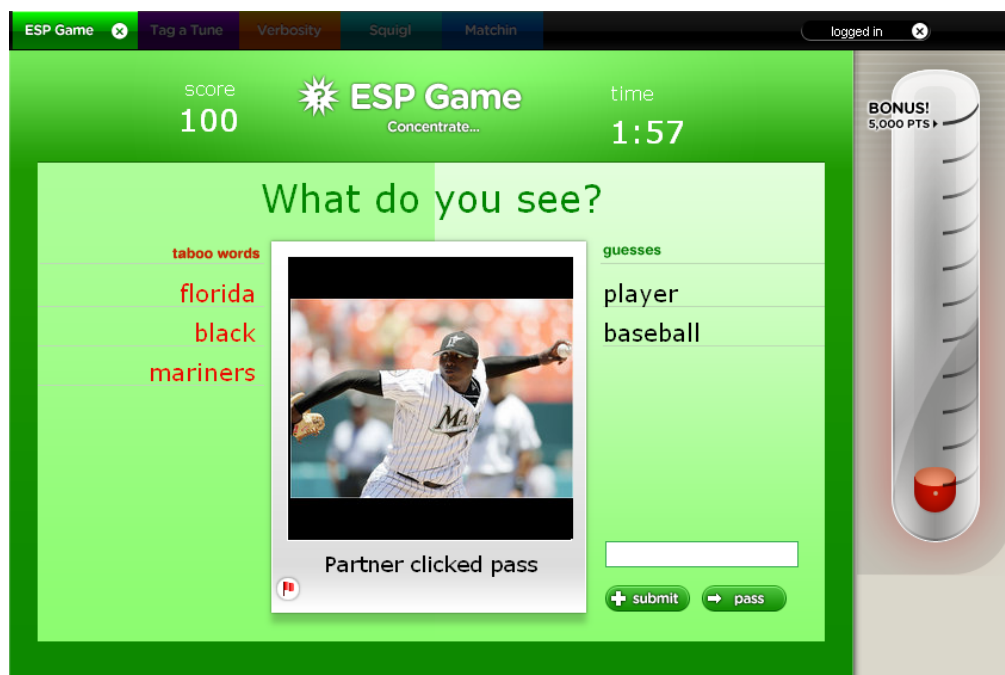 ESP Game
Tag a Tune
Verbosity
Squigl
Matchin
logged in
score
100
ESP Game
Concentrate...
time
1:57
BONUS!
5,000 PTS
What do you see?
taboo words
florida
black
mariners
guesses
player
baseball
Ma
Partner clicked pass
submit
pass